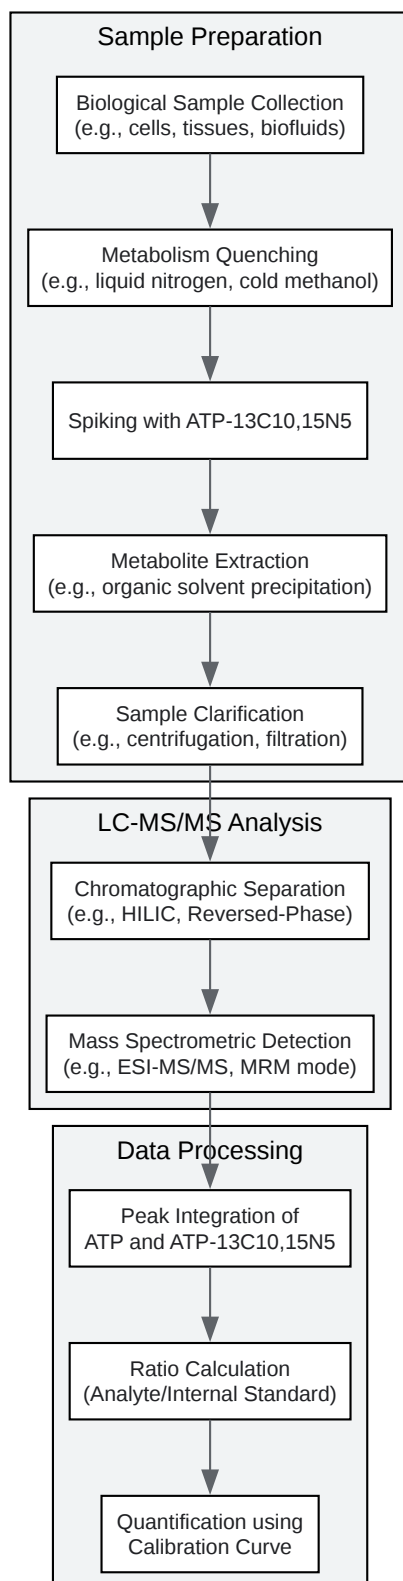 Sample Preparation
Biological Sample Collection
(e.g., cells, tissues, biofluids)
Metabolism Quenching
(e.g., liquid nitrogen, cold methanol)
Spiking with ATP-13C10,15N5
Metabolite Extraction
(e.g., organic solvent precipitation)
Sample Clarification
(e.g., centrifugation, filtration)
LC-MS/MS Analysis
Chromatographic Separation
(e.g., HILIC, Reversed-Phase)
Mass Spectrometric Detection
(e.g., ESI-MS/MS, MRM mode)
Data Processing
Peak Integration of
ATP and ATP-13C10,15N5
Ratio Calculation
(Analyte/Internal Standard)
Quantification using
Calibration Curve